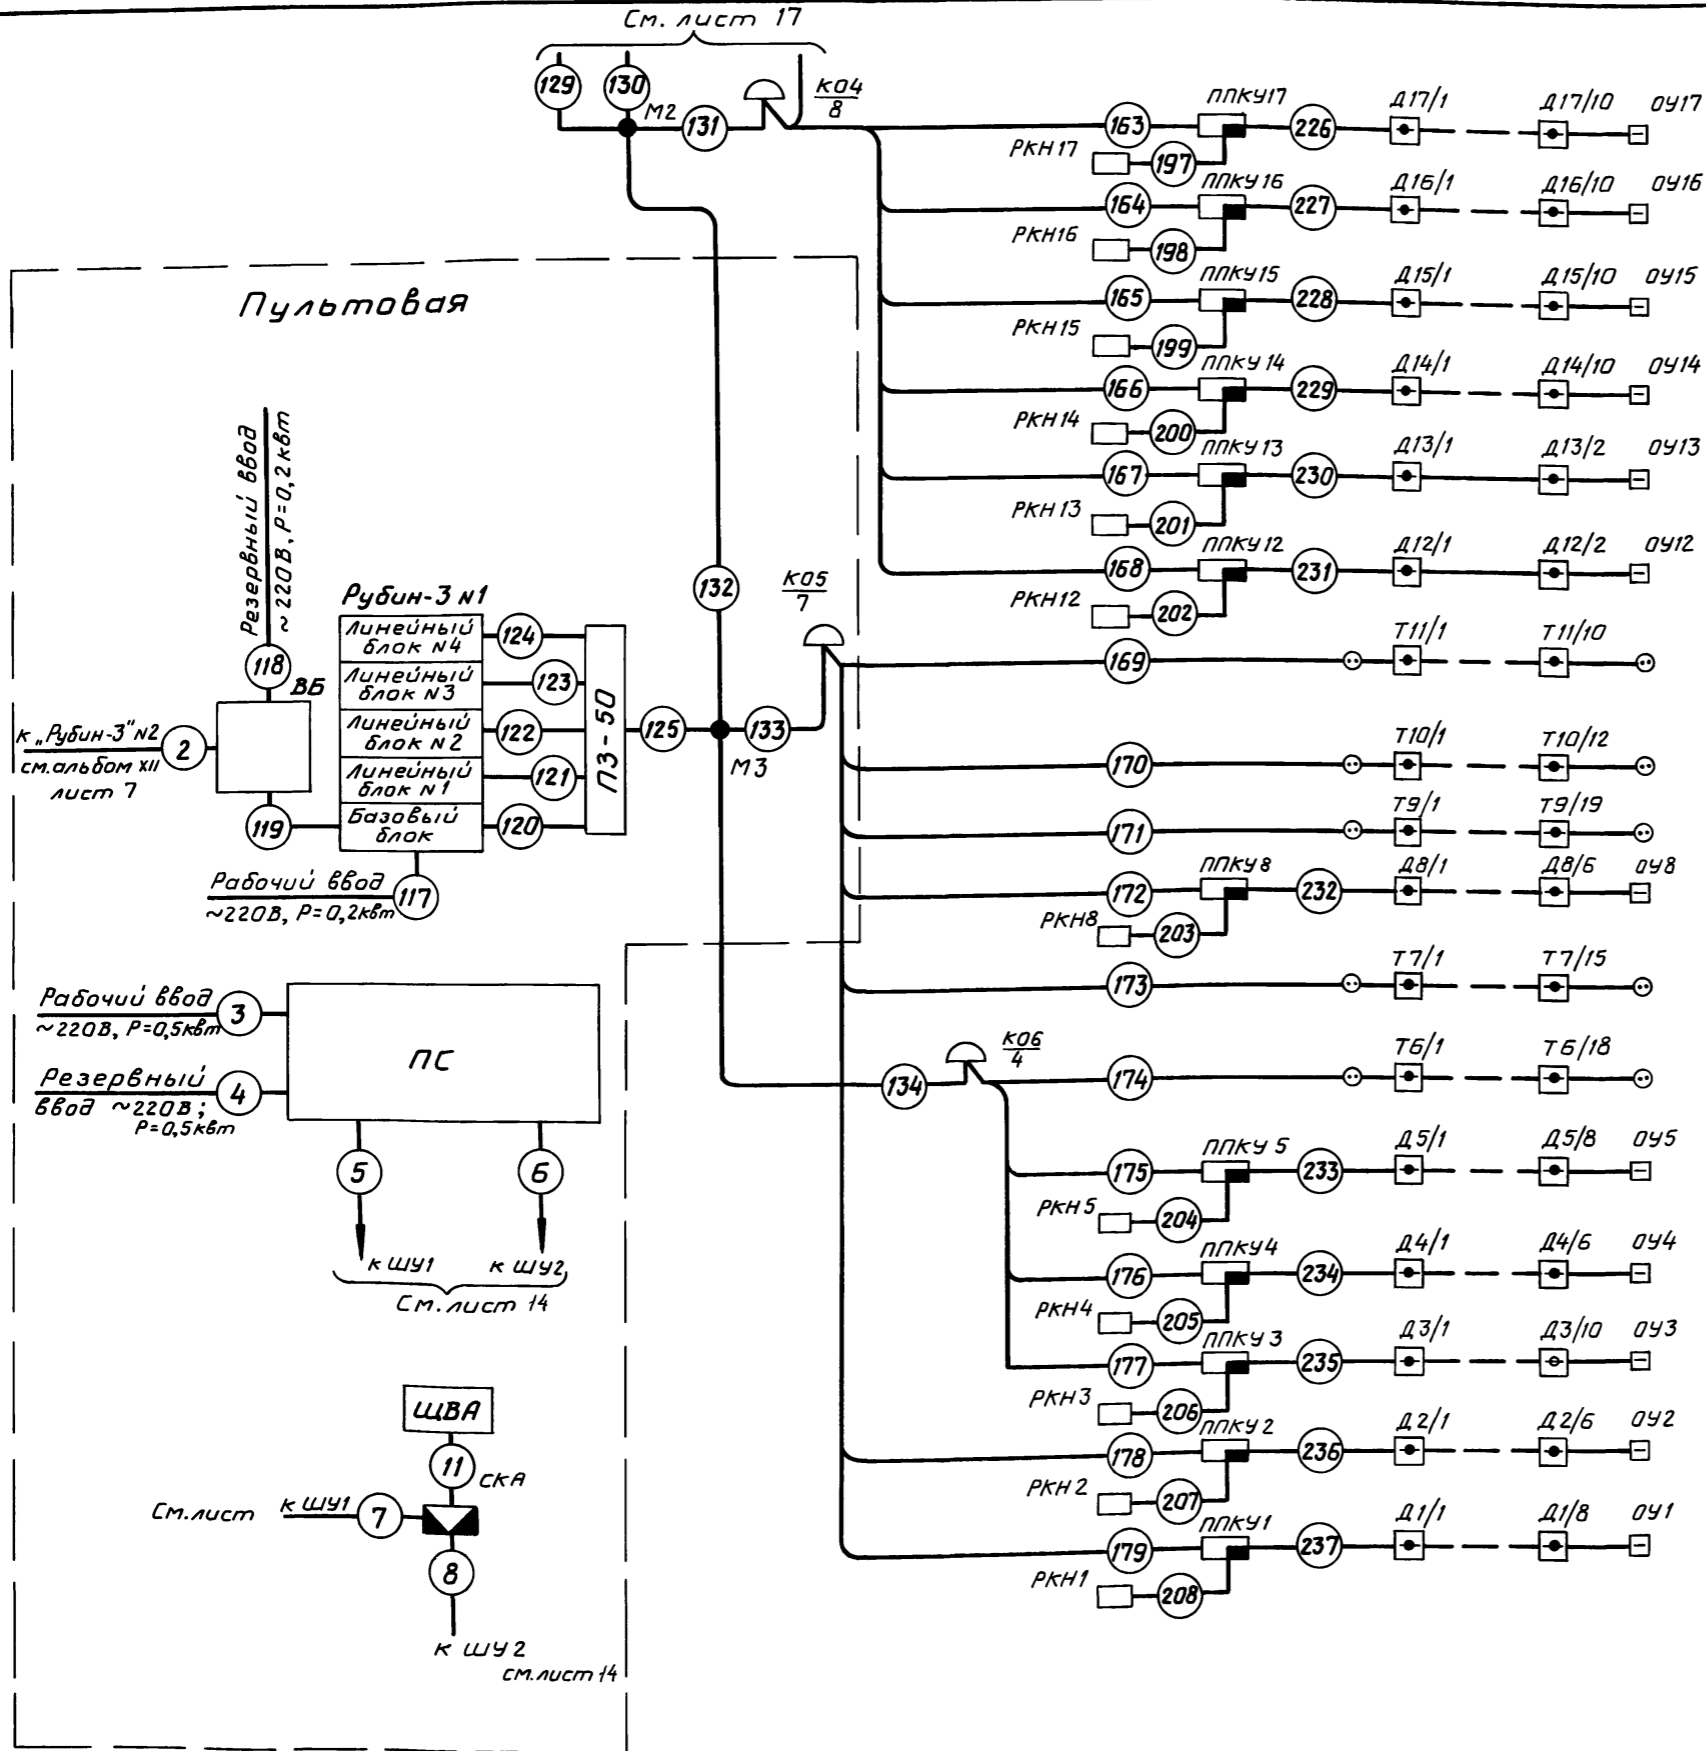 См. лист 17
129
130
М2
131
КО4
8
163
ППКУ17
226
Д17/1
Д17/10
ОУ17
РКН17
197
164
ППКУ16
227
Д16/1
Д16/10
ОУ16
РКН16
198
165
ППКУ15
228
Д15/1
Д15/10
ОУ15
РКН15
199
166
ППКУ14
229
Д14/1
Д14/10
ОУ14
РКН14
200
167
ППКУ13
230
Д13/1
Д13/2
ОУ13
РКН13
201
168
ППКУ12
231
Д12/1
Д12/2
ОУ12
РКН12
202
Пультовая
Резервный ввод
~220В, Р=0,2квт
118
ВБ
к „Рубин-3" N2
см. альбом XII
лист 7
2
119
Рубин-3 N1
Линейный
блок N4
Линейный
блок N3
Линейный
блок N2
Линейный
блок N1
Базовый
блок
124
123
122
121
120
ПЗ-50
125
117
Рабочий ввод
~220В, Р=0,2квт
132
М3
133
КО5
7
169
Т11/1
Т11/10
170
Т10/1
Т10/12
171
Т9/1
Т9/19
172
ППКУ8
232
Д8/1
Д8/6
ОУ8
РКН8
203
173
Т7/1
Т7/15
134
КО6
4
174
Т6/1
Т6/18
175
ППКУ 5
233
Д5/1
Д5/8
ОУ5
РКН5
204
176
ППКУ4
234
Д4/1
Д4/6
ОУ4
РКН4
205
177
ППКУ3
235
Д3/1
Д3/10
ОУ3
РКН3
206
178
ППКУ2
236
Д2/1
Д2/6
ОУ2
РКН2
207
179
ППКУ1
237
Д1/1
Д1/8
ОУ1
РКН1
208
Рабочий ввод
~220В, Р=0,5квт
3
Резервный
ввод ~220В;
Р=0,5квт
4
ПС
5
6
к ШУ1
к ШУ2
См. лист 14
ЩВА
11
СКА
См. лист
к ШУ1
7
8
к ШУ2
см. лист 14